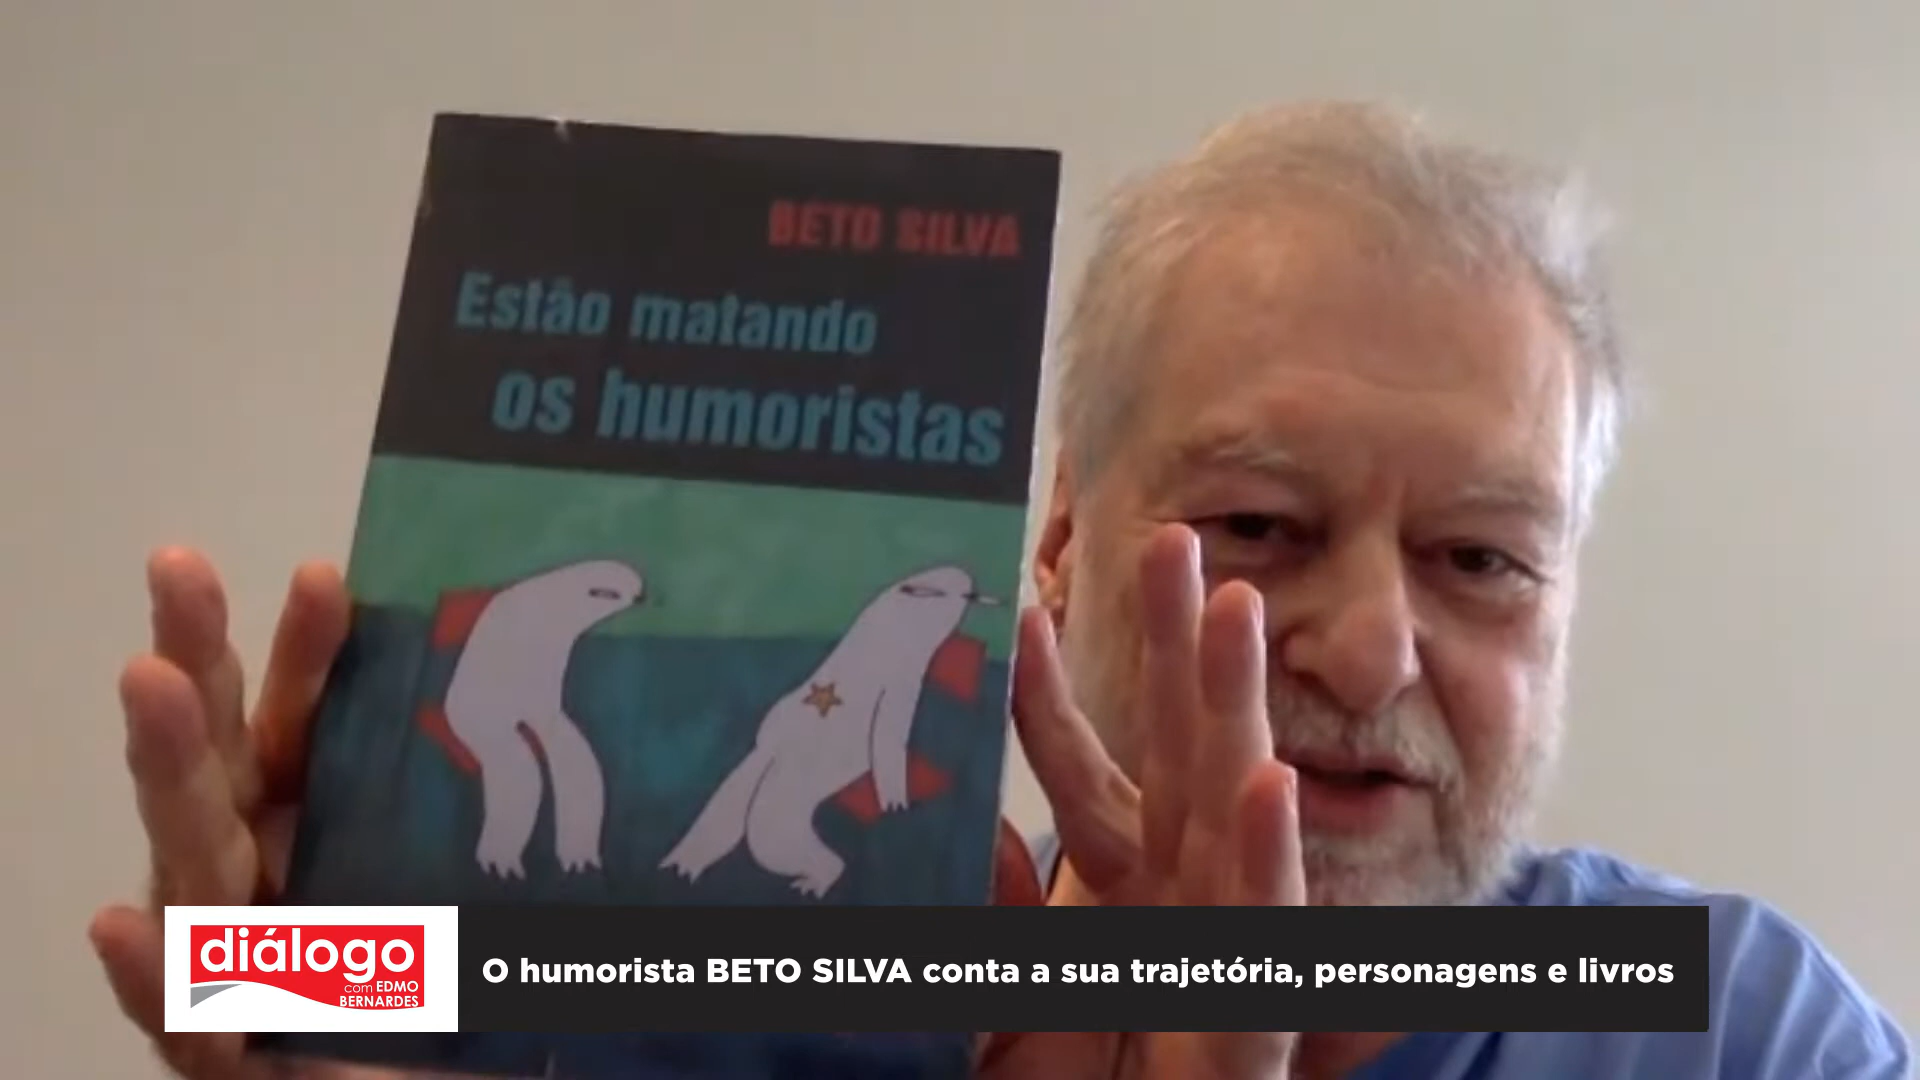 BETO SILVA
Estão matando
os humoristas
diálogo
com EDMO
BERNARDES
O humorista BETO SILVA conta a sua trajetória, personagens e livros